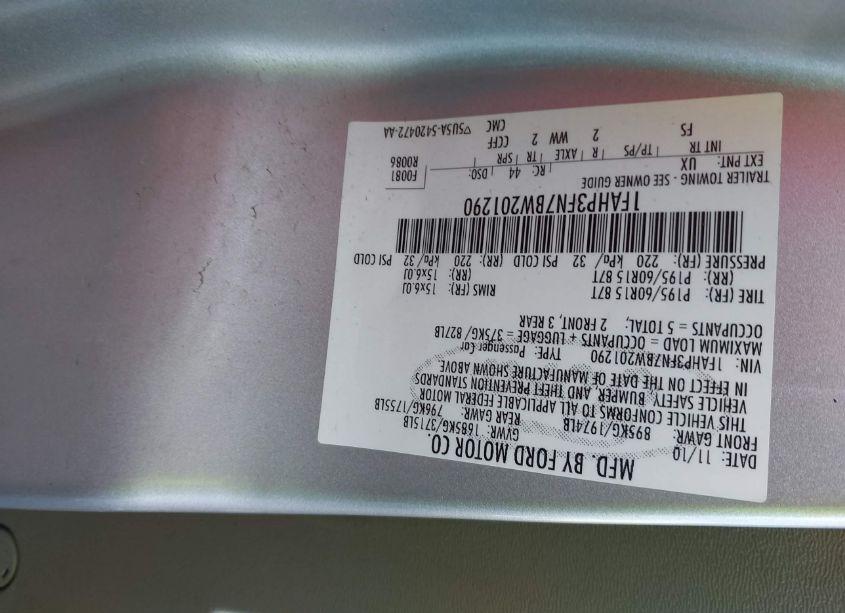 MFD. BY FORD MOTOR CO.
DATE: 11/10 GVWR: 1685KG/3715LB
FRONT GAWR: 895KG/1974LB REAR GAWR: 796KG/1755LB
THIS VEHICLE CONFORMS TO ALL APPLICABLE FEDERAL MOTOR
VEHICLE SAFETY, BUMPER, AND THEFT PREVENTION STANDARDS
IN EFFECT ON THE DATE OF MANUFACTURE SHOWN ABOVE.
VIN: 1FAHP3FN7BW201290 TYPE: Passenger Car
MAXIMUM LOAD = OCCUPANTS + LUGGAGE = 375KG/ 827LB
OCCUPANTS = 5 TOTAL, 2 FRONT, 3 REAR
TIRE (FR): P195/60R15 87T RIMS (FR): 15x6.0J
(RR): P195/60R15 87T (RR): 15x6.0J
PRESSURE (FR): 220 kPa/ 32 PSI COLD (RR): 220 kPa/ 32 PSI COLD
1FAHP3FN7BW201290
TRAILER TOWING - SEE OWNER GUIDE F0081
EXT PNT: UX RC: 44 DSO: R0086
INT TR TP/PS R AXLE TR SPR
FS 2 WW 2 CCFF
CMC ▽SUSA-5420472-AA